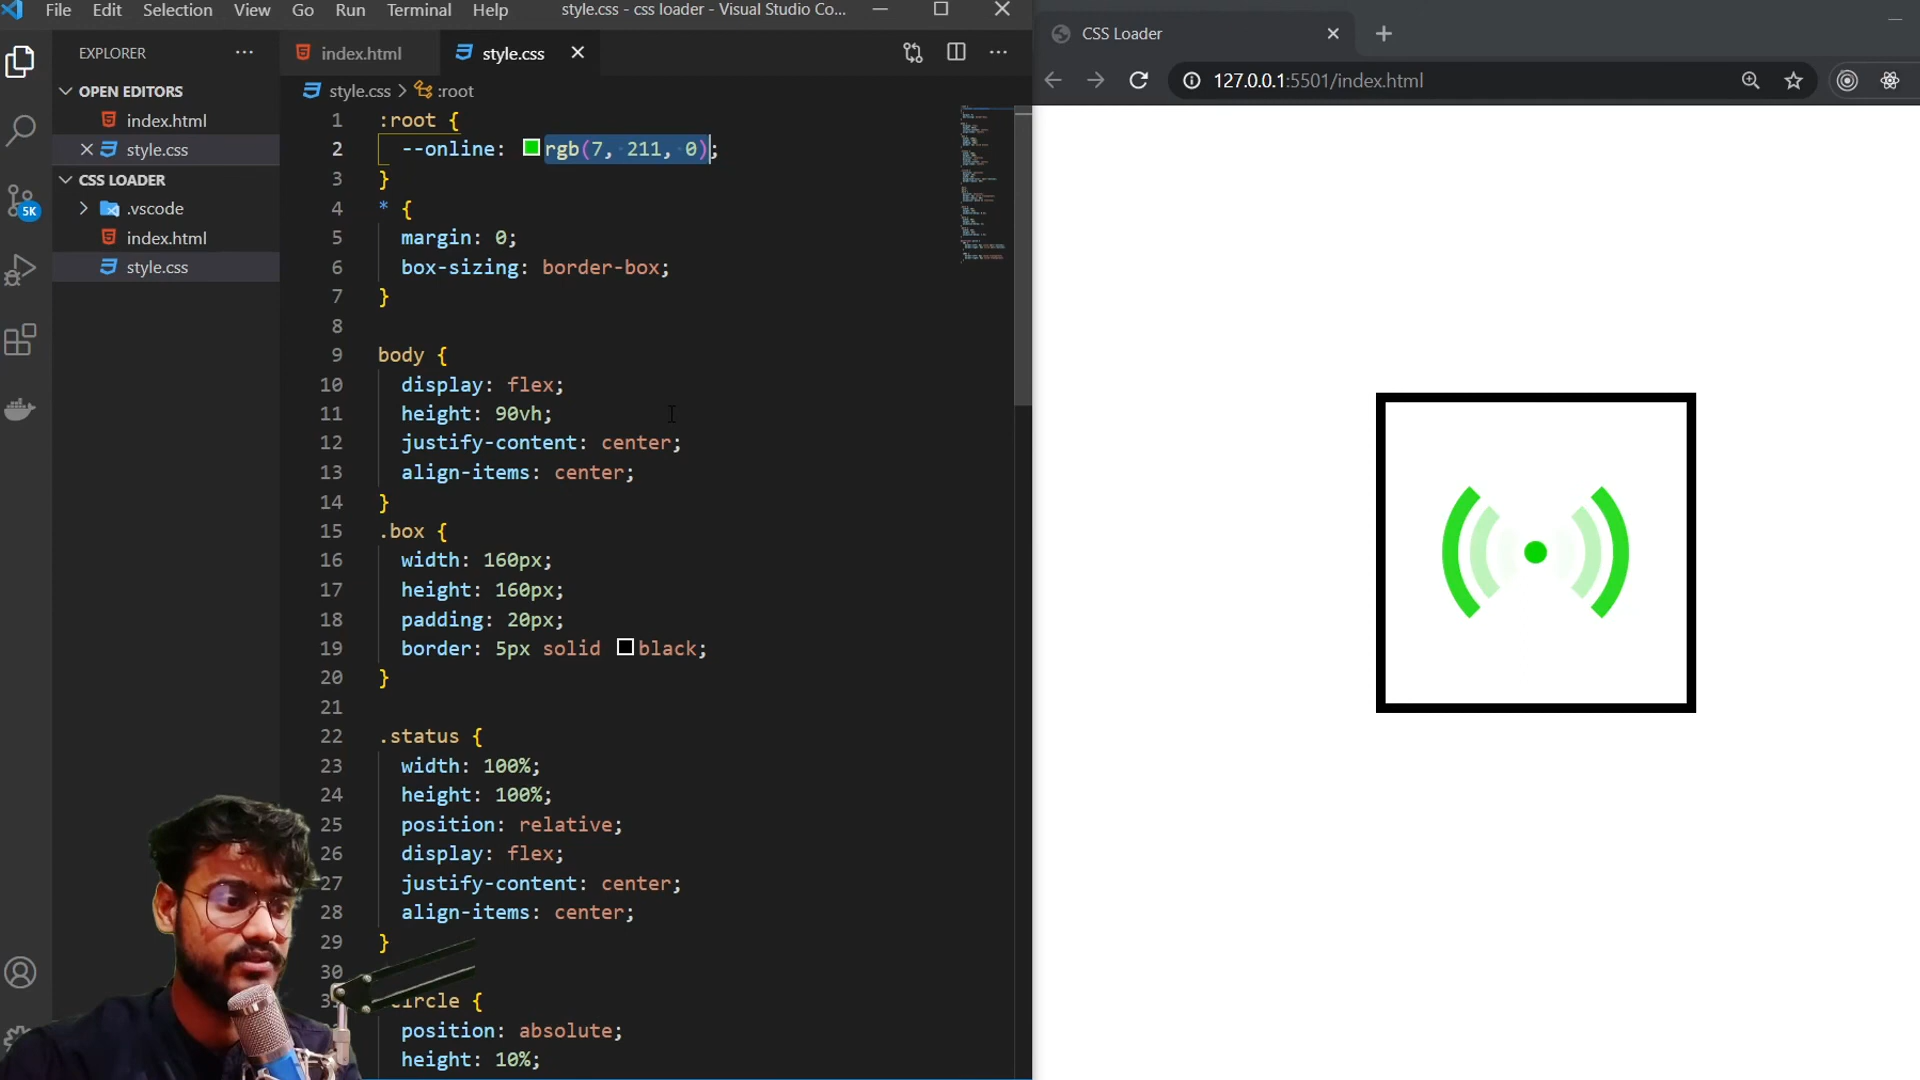 File Edit Selection View Go Run Terminal Help style.css - css loader - Visual Studio Co...
EXPLORER
OPEN EDITORS
index.html
style.css
CSS LOADER
.vscode
index.html
style.css
5K
index.html
style.css
style.css > :root
1 :root {
2 --online: rgb(7, 211, 0);
3 }
4 * {
5 margin: 0;
6 box-sizing: border-box;
7 }
8
9 body {
10 display: flex;
11 height: 90vh;
12 justify-content: center;
13 align-items: center;
14 }
15 .box {
16 width: 160px;
17 height: 160px;
18 padding: 20px;
19 border: 5px solid black;
20 }
21
22 .status {
23 width: 100%;
24 height: 100%;
25 position: relative;
26 display: flex;
27 justify-content: center;
28 align-items: center;
29 }
30
ircle {
position: absolute;
height: 10%;
CSS Loader
127.0.0.1:5501/index.html